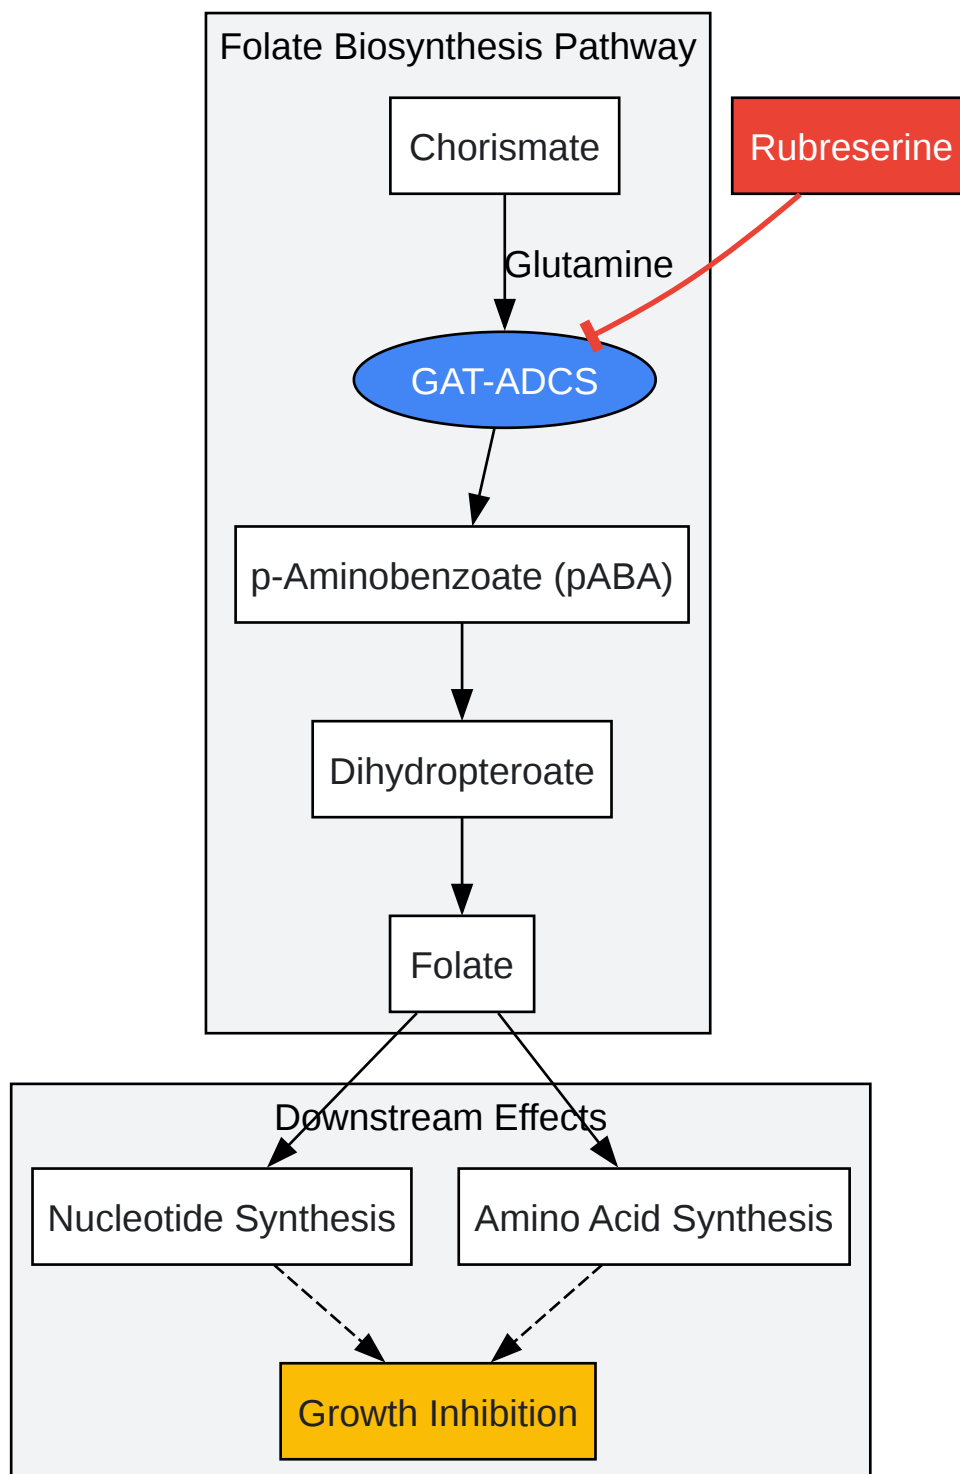 Folate Biosynthesis Pathway
Chorismate
Rubreserine
Glutamine
GAT-ADCS
p-Aminobenzoate (pABA)
Dihydropteroate
Folate
Downstream Effects
Nucleotide Synthesis
Amino Acid Synthesis
Growth Inhibition